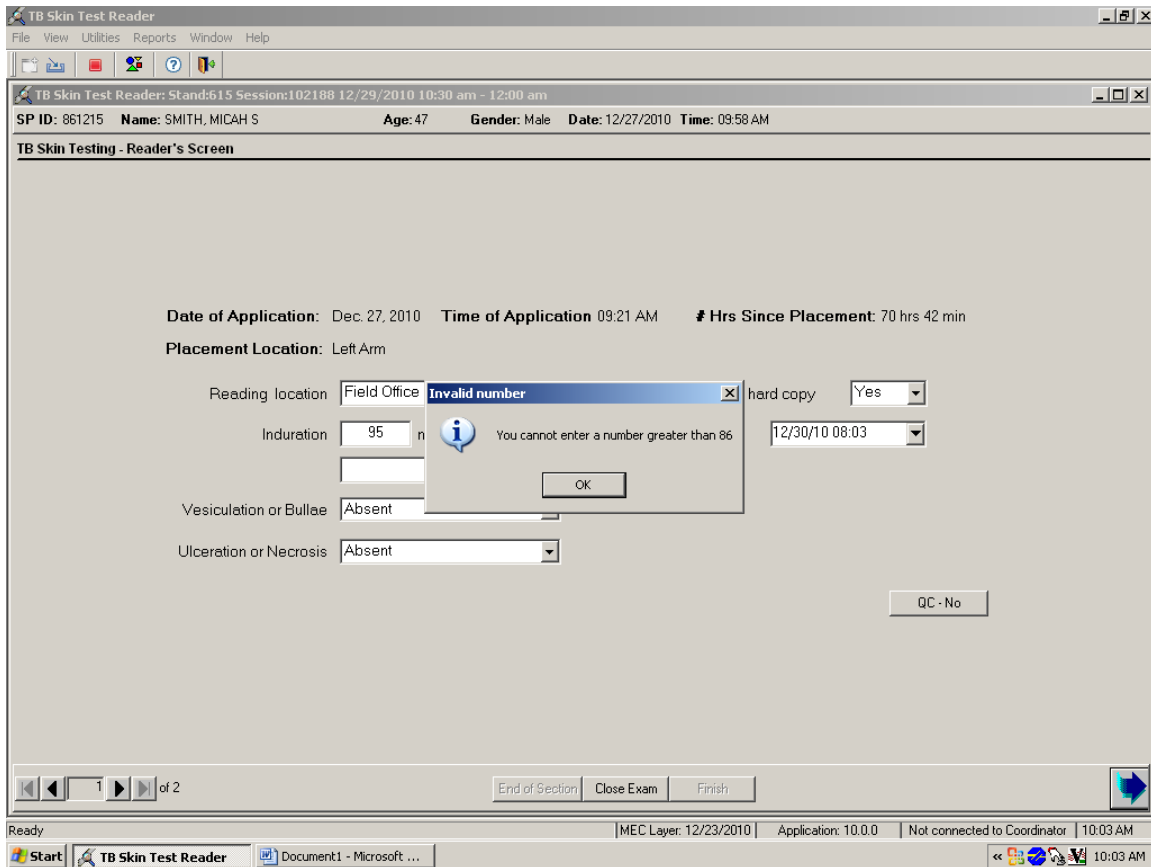 TB Skin Test Reader
File View Utilities Reports Window Help
TB Skin Test Reader: Stand:615 Session:102188 12/29/2010 10:30 am - 12:00 am
SP ID: 861215 Name: SMITH, MICAH S Age: 47 Gender: Male Date: 12/27/2010 Time: 09:58 AM
TB Skin Testing - Reader's Screen
Date of Application: Dec. 27, 2010 Time of Application 09:21 AM # Hrs Since Placement: 70 hrs 42 min
Placement Location: Left Arm
Reading location Field Office Invalid number hard copy Yes
Induration 95 You cannot enter a number greater than 86 12/30/10 08:03
OK
Vesiculation or Bullae Absent
Ulceration or Necrosis Absent
QC - No
1 of 2 End of Section Close Exam Finish
Ready MEC Layer: 12/23/2010 Application: 10.0.0 Not connected to Coordinator 10:03 AM
Start TB Skin Test Reader Document1 - Microsoft ... « 10:03 AM